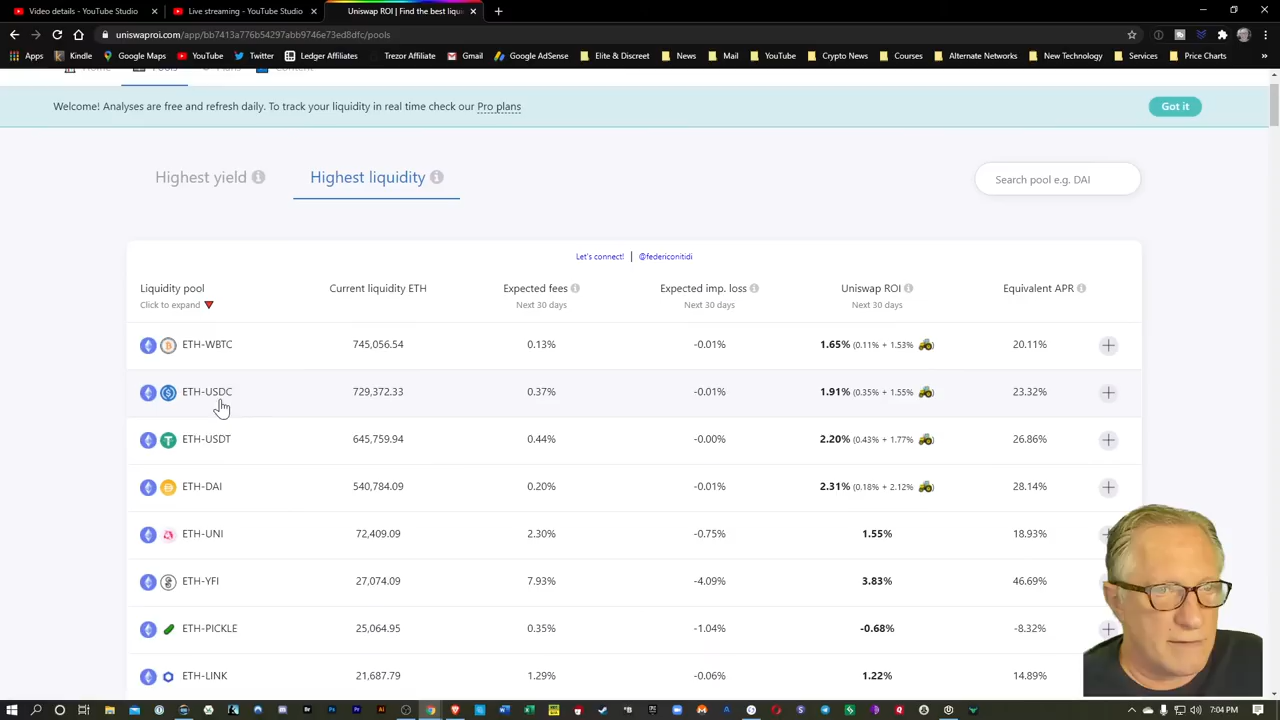 Video details - YouTube Studio
Live streaming - YouTube Studio
Uniswap ROI | Find the best liqui
uniswaproi.com/app/bb7413a776b54297abb9746e73ed8dfc/pools
Apps Kindle Google Maps YouTube Twitter Ledger Affiliates Trezor Affiliate Gmail Google AdSense Elite & Discreet News Mail YouTube Crypto News Courses Alternate Networks New Technology Services Price Charts
Home Pools Plans Content
Welcome! Analyses are free and refresh daily. To track your liquidity in real time check our Pro plans
Got it
Highest yield Highest liquidity
Search pool e.g. DAI
Let's connect! | @federiconitidi
Liquidity pool Current liquidity ETH Expected fees Expected imp. loss Uniswap ROI Equivalent APR
Click to expand Next 30 days Next 30 days Next 30 days
ETH-WBTC 745,056.54 0.13% -0.01% 1.65% (0.11% + 1.53% 20.11%
ETH-USDC 729,372.33 0.37% -0.01% 1.91% (0.35% + 1.55% 23.32%
ETH-USDT 645,759.94 0.44% -0.00% 2.20% (0.43% + 1.77% 26.86%
ETH-DAI 540,784.09 0.20% -0.01% 2.31% (0.18% + 2.12% 28.14%
ETH-UNI 72,409.09 2.30% -0.75% 1.55% 18.93%
ETH-YFI 27,074.09 7.93% -4.09% 3.83% 46.69%
ETH-PICKLE 25,064.95 0.35% -1.04% -0.68% -8.32%
ETH-LINK 21,687.79 1.29% -0.06% 1.22% 14.89%
7:04 PM